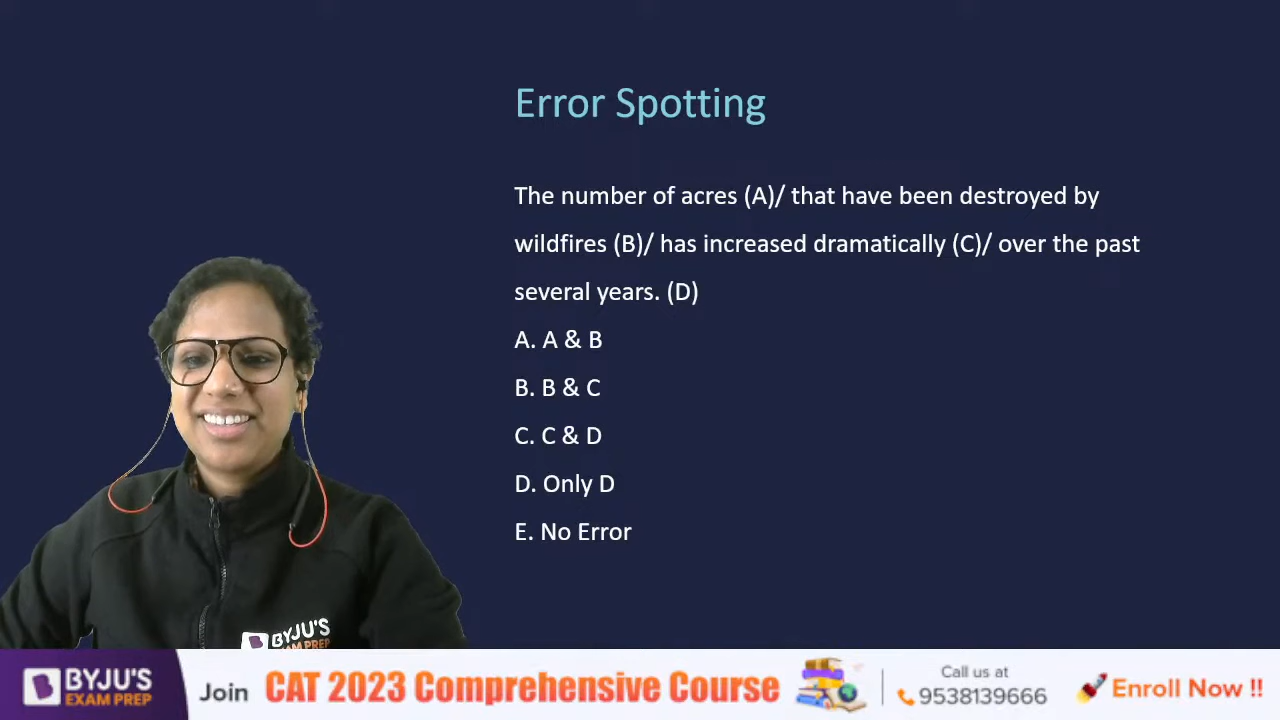 Error Spotting
The number of acres (A)/ that have been destroyed by
wildfires (B)/ has increased dramatically (C)/ over the past
several years. (D)
A. A & B
B. B & C
C. C & D
D. Only D
E. No Error
BYJU'S
EXAM PREP
BYJU'S
EXAM PREP
Join CAT 2023 Comprehensive Course
Call us at
9538139666
Enroll Now !!